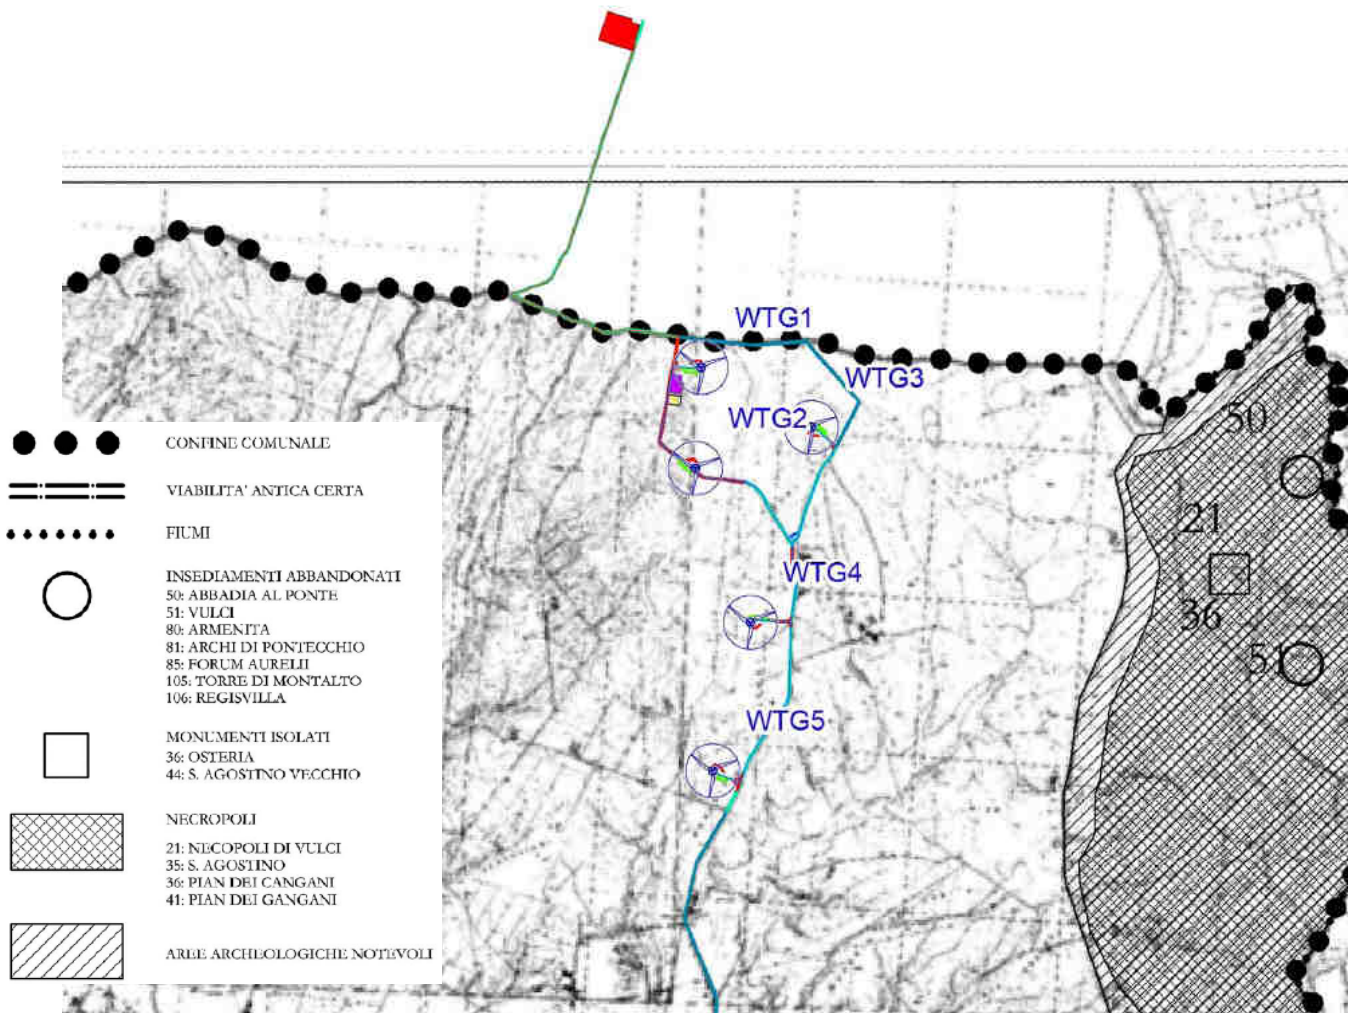 WTG1
WTG3
WTG2
WTG4
WTG5
50
21
36
51
CONFINE COMUNALE
VIABILITA' ANTICA CERTA
FIUMI
INSEDIAMENTI ABBANDONATI
50: ABBADIA AL PONTE
51: VULCI
80: ARMENITA
81: ARCHI DI PONTECCHIO
85: FORUM AURELII
105: TORRE DI MONTALTO
106: REGISVILLA
MONUMENTI ISOLATI
36: OSTERIA
44: S. AGOSTINO VECCHIO
NECROPOLI
21: NECOPOLI DI VULCI
35: S. AGOSTINO
36: PIAN DEI CANGANI
41: PIAN DEI GANGANI
AREE ARCHEOLOGICHE NOTEVOLI